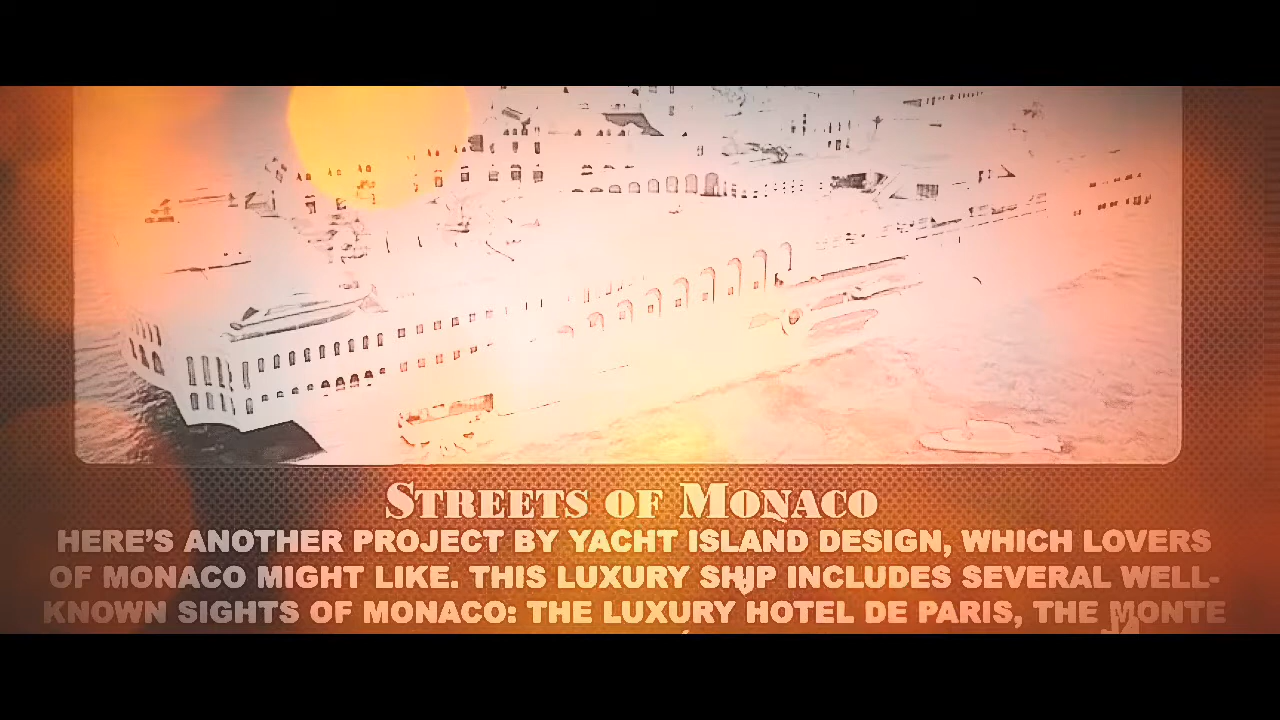 STREETS OF MONACO
HERE'S ANOTHER PROJECT BY YACHT ISLAND DESIGN, WHICH LOVERS
OF MONACO MIGHT LIKE. THIS LUXURY SHIP INCLUDES SEVERAL WELL-
KNOWN SIGHTS OF MONACO: THE LUXURY HOTEL DE PARIS, THE MONTE